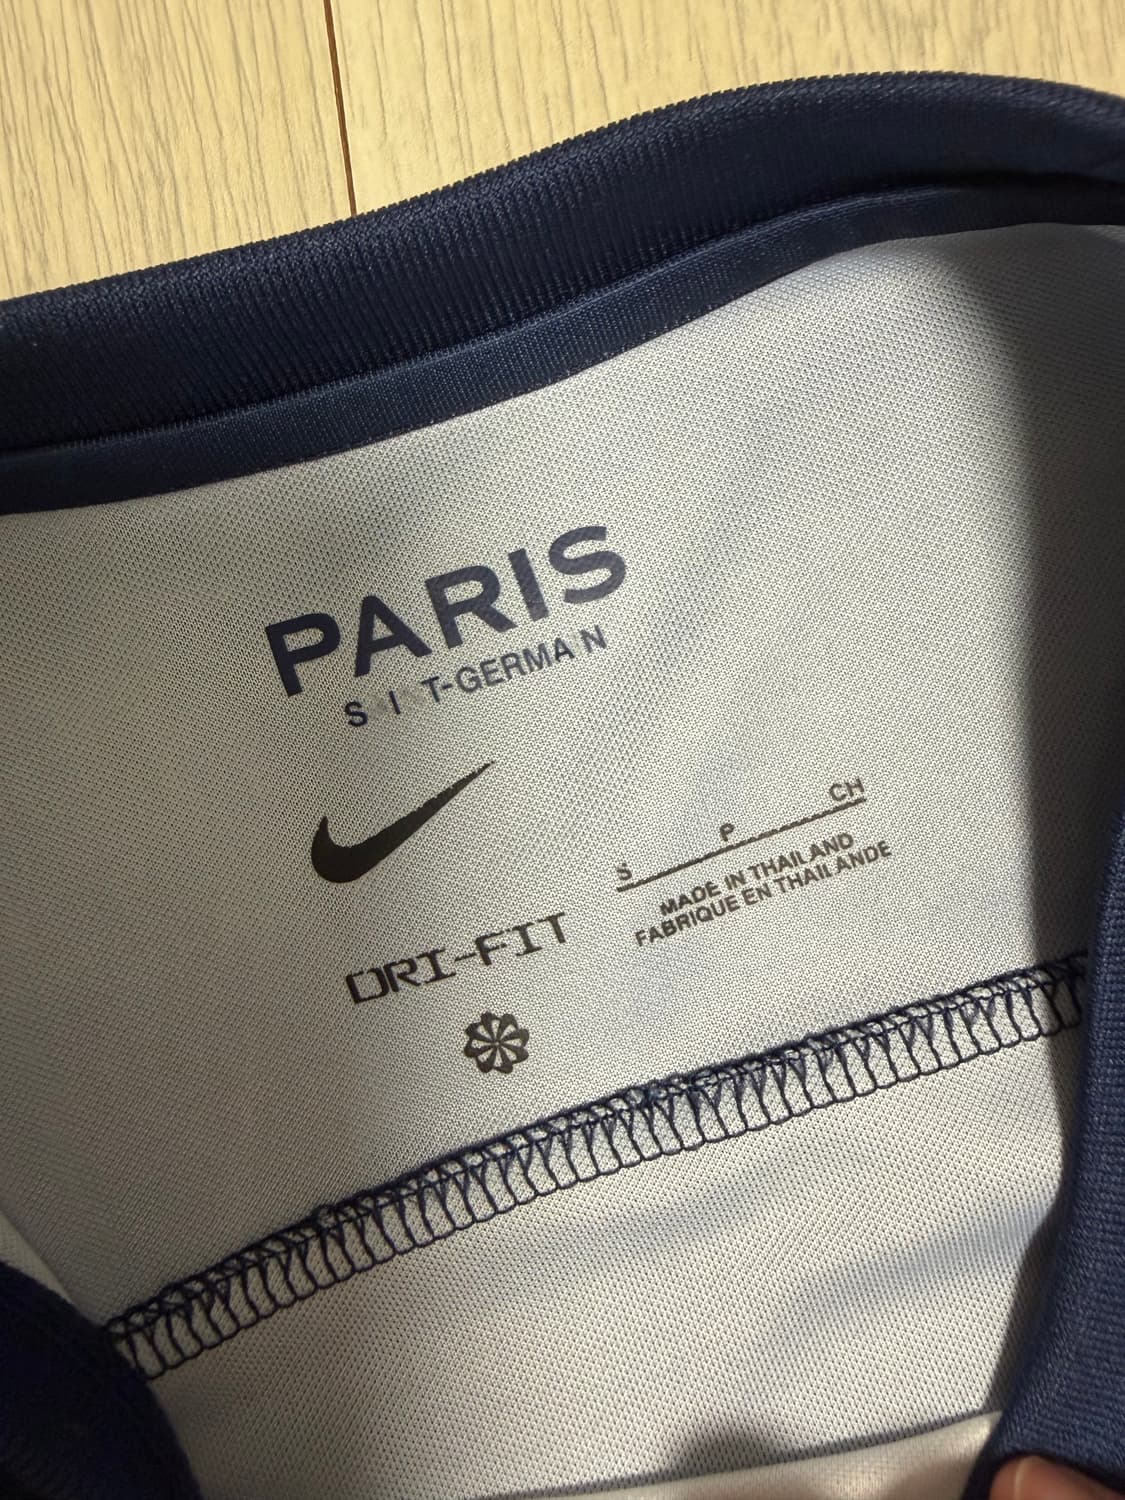 PARIS
S I T-GERMA N
DRI-FIT
S P CH
MADE IN THAILAND
FABRIQUE EN THAILANDE